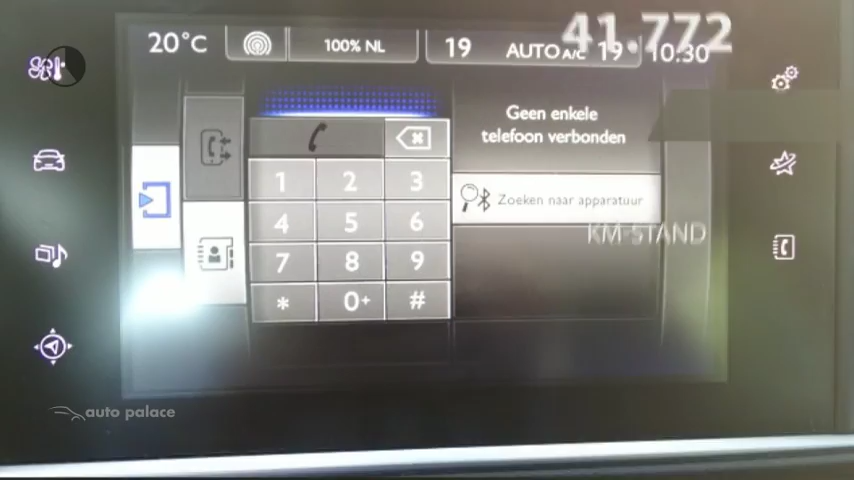 41.772
20°C 100% NL 19 AUTO A/C 19 10:30
Geen enkele
telefoon verbonden
1 2 3
Zoeken naar apparatuur
4 5 6
KM-STAND
7 8 9
* 0+ #
auto palace